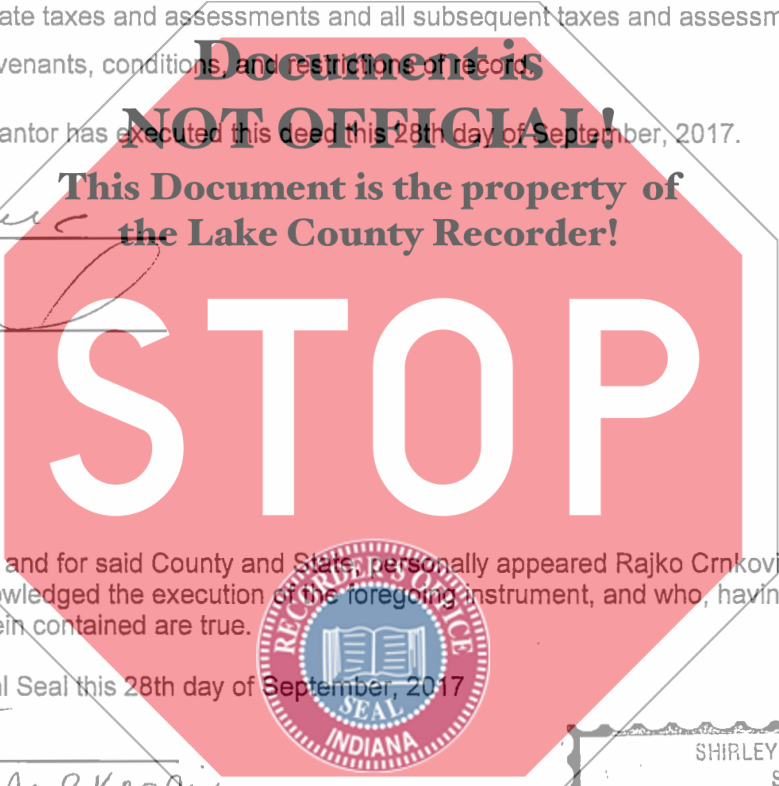 ate taxes and assessments and all subsequent taxes and assessm
Document is
venants, conditions, and restrictions of record.
NOT OFFICIAL!
antor has executed this deed this 28th day of September, 2017.
This Document is the property of
the Lake County Recorder!
STOP
and for said County and State, personally appeared Rajko Crnkovi
wledged the execution of the foregoing instrument, and who, havin
ein contained are true.
RECORDER'S OFFICE
l Seal this 28th day of September, 2017
SEAL
INDIANA
SHIRLEY
S